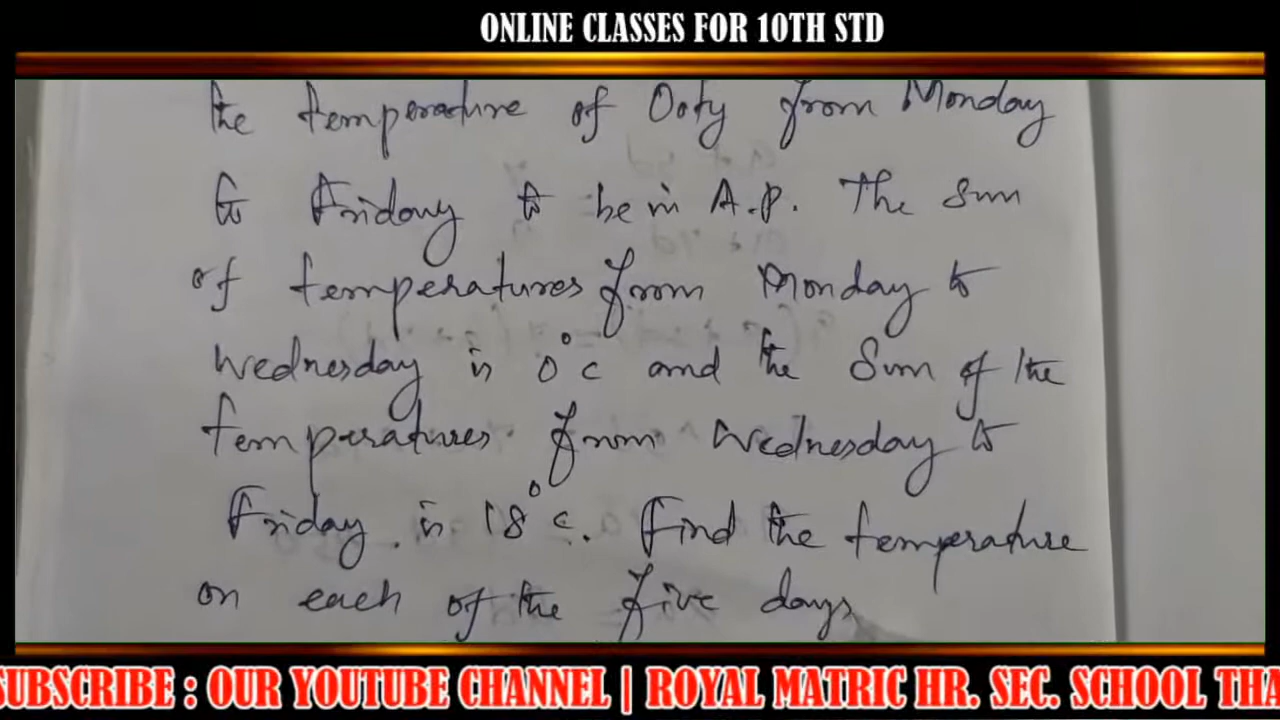 ONLINE CLASSES FOR 10TH STD
the temperature of Ooty from Monday
to Friday to be in A.P. The Sum
of temperatures from Monday to
Wednesday is 0°C and the Sum of the
temperatures from Wednesday to
Friday is 18°C. Find the temperature
on each of the five days
SUBSCRIBE : OUR YOUTUBE CHANNEL | ROYAL MATRIC HR. SEC. SCHOOL THA